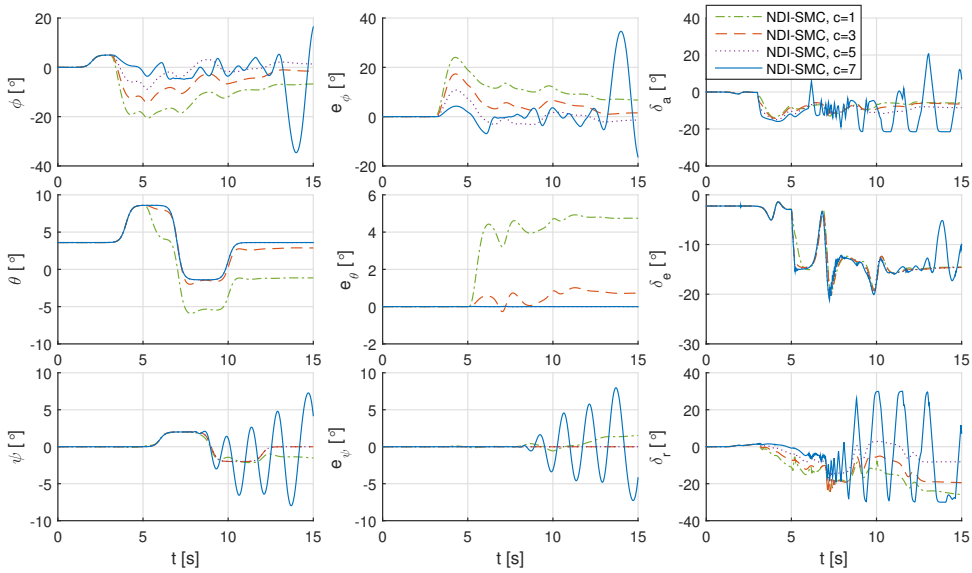 NDI-SMC, c=1
NDI-SMC, c=3
NDI-SMC, c=5
NDI-SMC, c=7
20
0
-20
-40
0 5 10 15
ϕ [°]
40
20
0
-20
0 5 10 15
e_ϕ [°]
40
20
0
-20
-40
0 5 10 15
δ_a [°]
10
5
0
-5
-10
0 5 10 15
θ [°]
6
4
2
0
-2
0 5 10 15
e_θ [°]
0
-10
-20
-30
0 5 10 15
δ_e [°]
10
5
0
-5
-10
0 5 10 15
ψ [°]
t [s]
10
5
0
-5
-10
0 5 10 15
e_ψ [°]
t [s]
40
20
0
-20
-40
0 5 10 15
δ_r [°]
t [s]